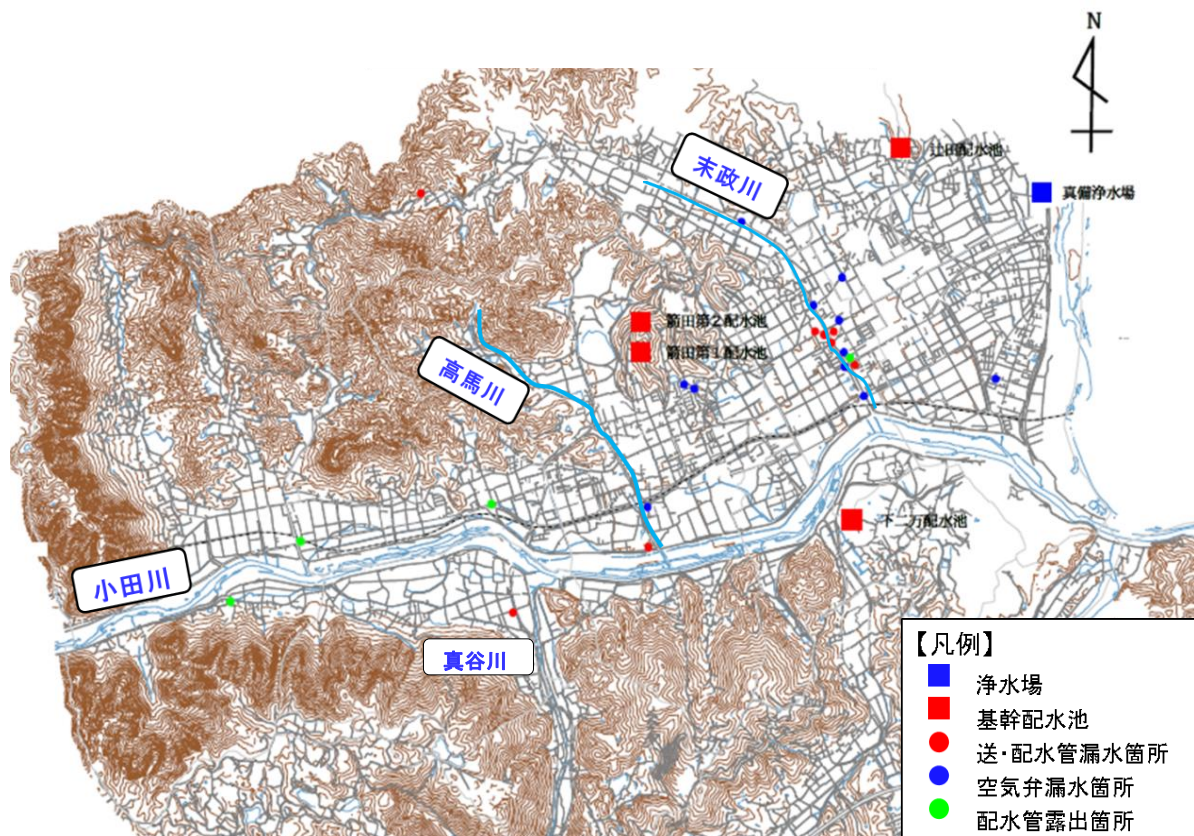 N
末政川
辻田配水池
真備浄水場
箭田第2配水池
箭田第1配水池
高馬川
下二万配水池
小田川
真谷川
【凡例】
浄水場
基幹配水池
送・配水管漏水箇所
空気弁漏水箇所
配水管露出箇所